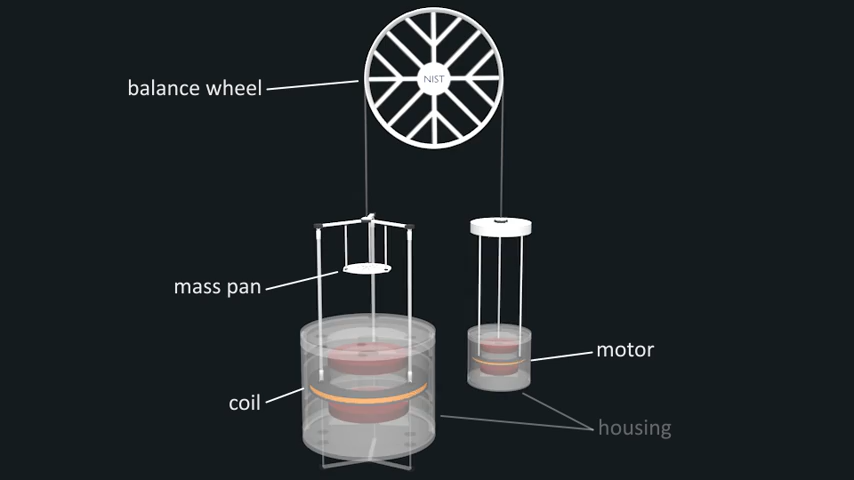 NIST
balance wheel
mass pan
motor
coil
housing